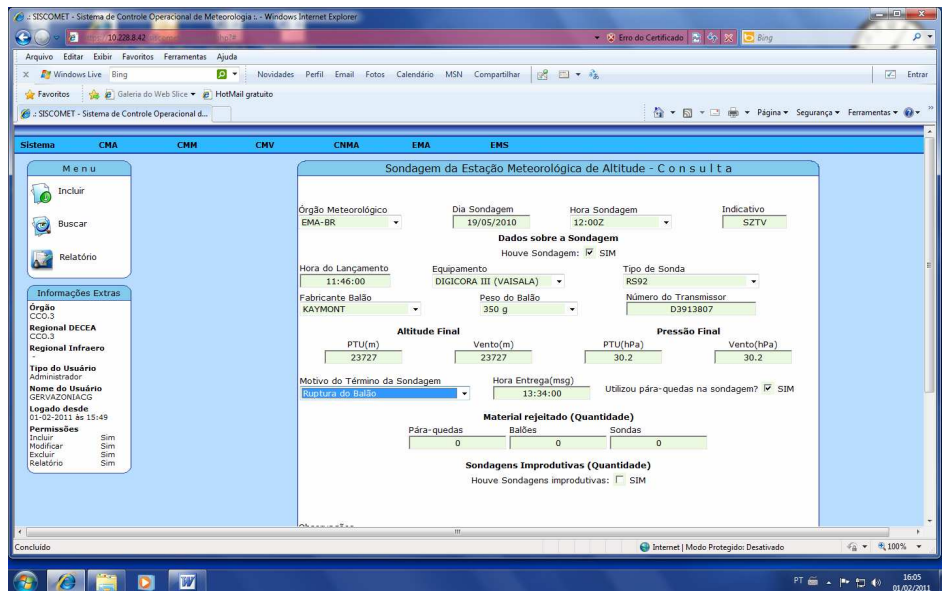 .: SISCOMET - Sistema de Controle Operacional de Meteorologia :. - Windows Internet Explorer
10.228.8.42
Erro do Certificado
Bing
Arquivo Editar Exibir Favoritos Ferramentas Ajuda
x Windows Live Bing Novidades Perfil Email Fotos Calendário MSN Compartilhar Entrar
Favoritos Galeria do Web Slice HotMail gratuito
.: SISCOMET - Sistema de Controle Operacional d... Página Segurança Ferramentas
Sistema CMA CMM CMV CNMA EMA EMS
Menu
Incluir
Buscar
Relatório
Informações Extras
Órgão
CCO.3
Regional DECEA
CCO.3
Regional Infraero
-
Tipo do Usuário
Administrador
Nome do Usuário
GERVAZONIACG
Logado desde
01-02-2011 às 15:49
Permissões
Incluir Sim
Modificar Sim
Excluir Sim
Relatório Sim
Sondagem da Estação Meteorológica de Altitude - C o n s u l t a
Órgão Meteorológico Dia Sondagem Hora Sondagem Indicativo
EMA-BR 19/05/2010 12:00Z SZTV
Dados sobre a Sondagem
Houve Sondagem: SIM
Hora do Lançamento Equipamento Tipo de Sonda
11:46:00 DIGICORA III (VAISALA) RS92
Fabricante Balão Peso do Balão Número do Transmissor
KAYMONT 350 g D3913807
Altitude Final Pressão Final
PTU(m) Vento(m) PTU(hPa) Vento(hPa)
23727 23727 30.2 30.2
Motivo do Término da Sondagem Hora Entrega(msg) Utilizou pára-quedas na sondagem? SIM
Ruptura do Balão 13:34:00
Material rejeitado (Quantidade)
Pára-quedas Balões Sondas
0 0 0
Sondagens Improdutivas (Quantidade)
Houve Sondagens improdutivas: SIM
Concluído Internet | Modo Protegido: Desativado 100%
PT 16:05
01/02/2011